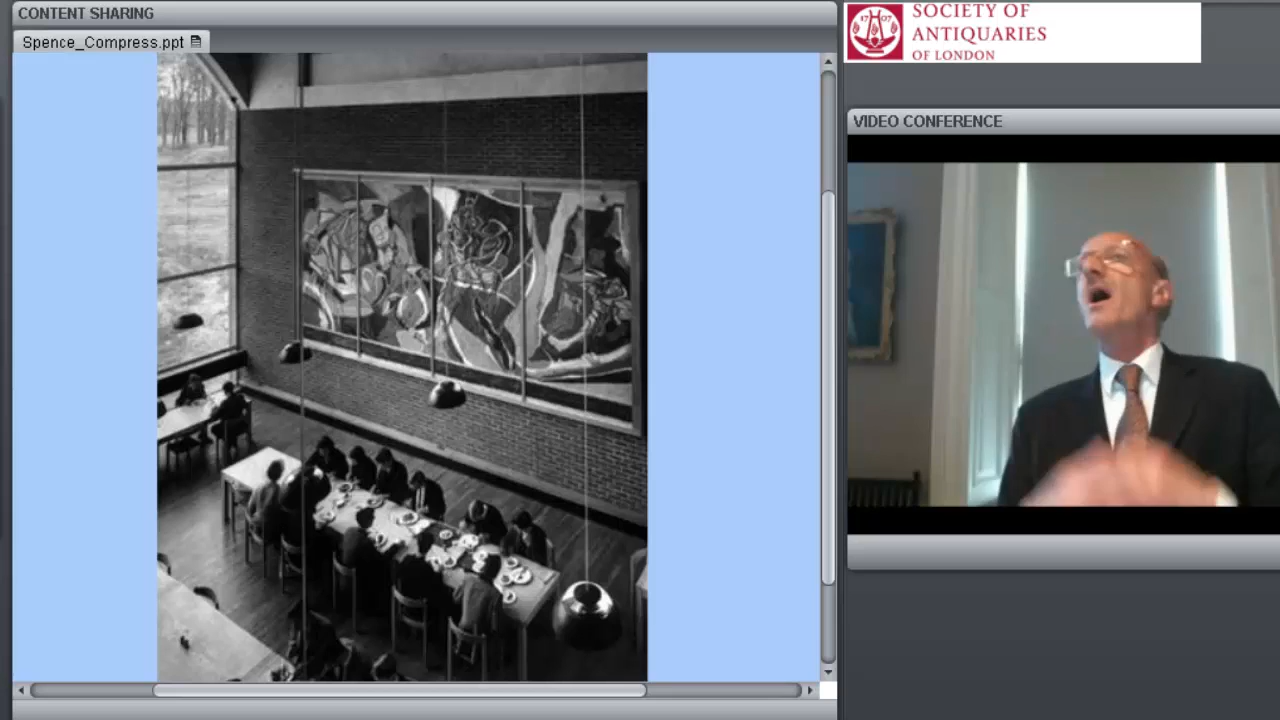 CONTENT SHARING
Spence_Compress.ppt
SOCIETY OF
ANTIQUARIES
OF LONDON
VIDEO CONFERENCE